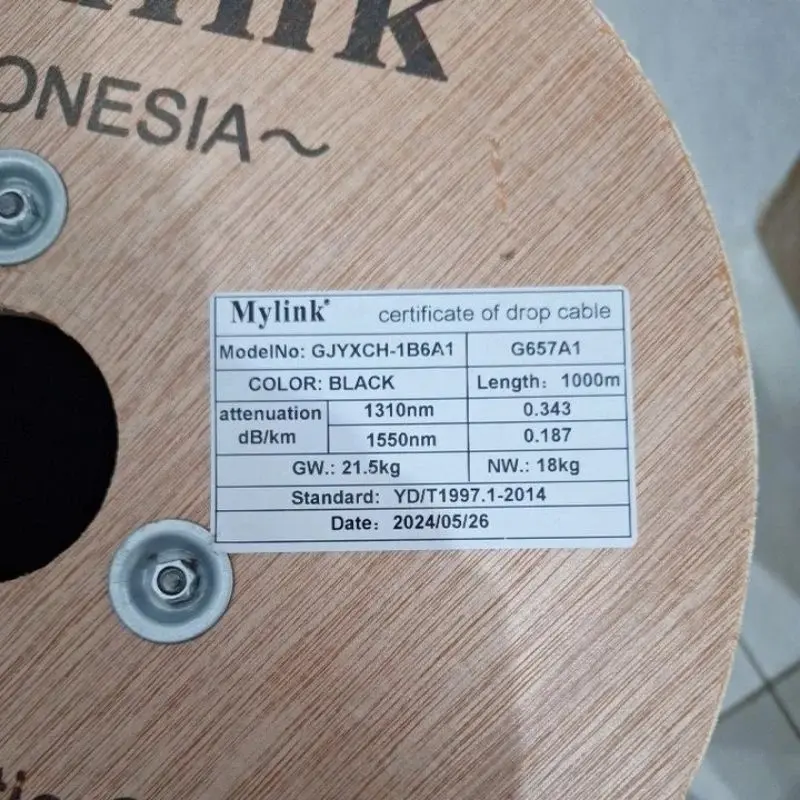 ONESIA~
Mylink® certificate of drop cable
ModelNo: GJYXCH-1B6A1 G657A1
COLOR: BLACK Length: 1000m
attenuation dB/km 1310nm 0.343
1550nm 0.187
GW.: 21.5kg NW.: 18kg
Standard: YD/T1997.1-2014
Date: 2024/05/26